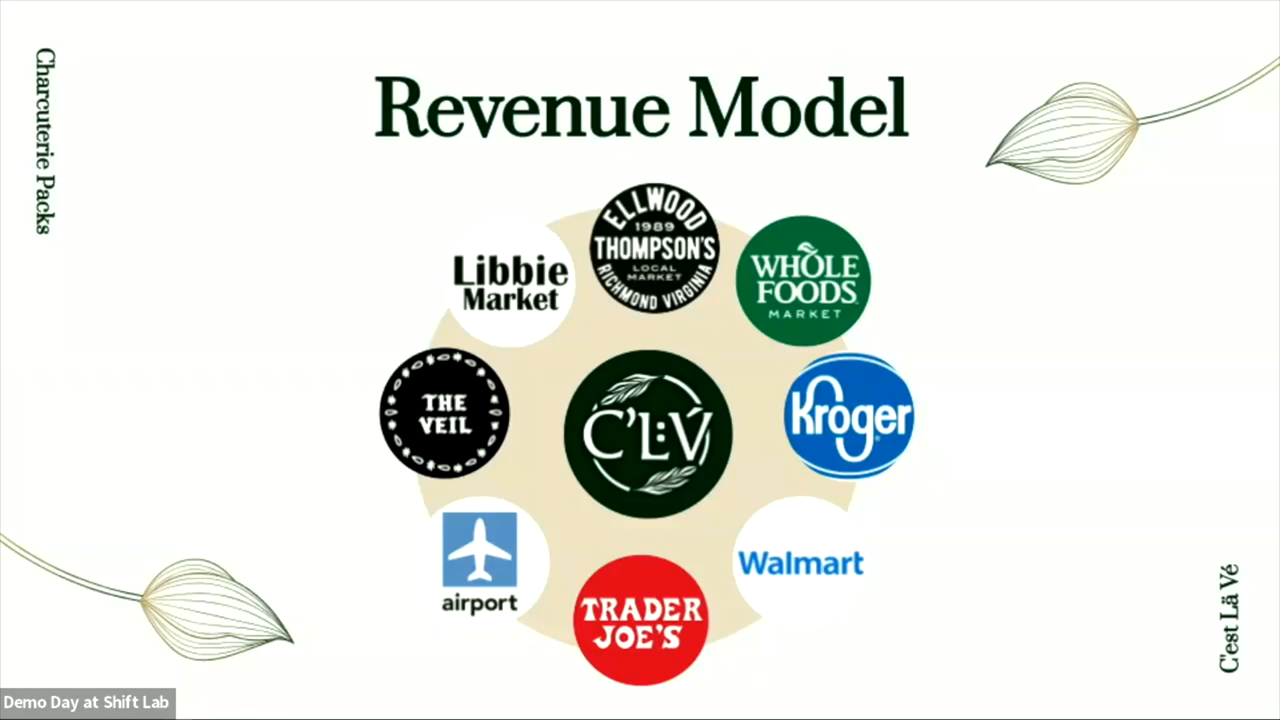 Charcuterie Packs
Revenue Model
ELLWOOD
1989
THOMPSON'S
LOCAL
MARKET
RICHMOND VIRGINIA
Libbie
Market
WHOLE
FOODS
MARKET
THE
VEIL
C'L:V́
Kroger
airport
Walmart
TRADER
JOE'S
C'est Lä Vé
Demo Day at Shift Lab